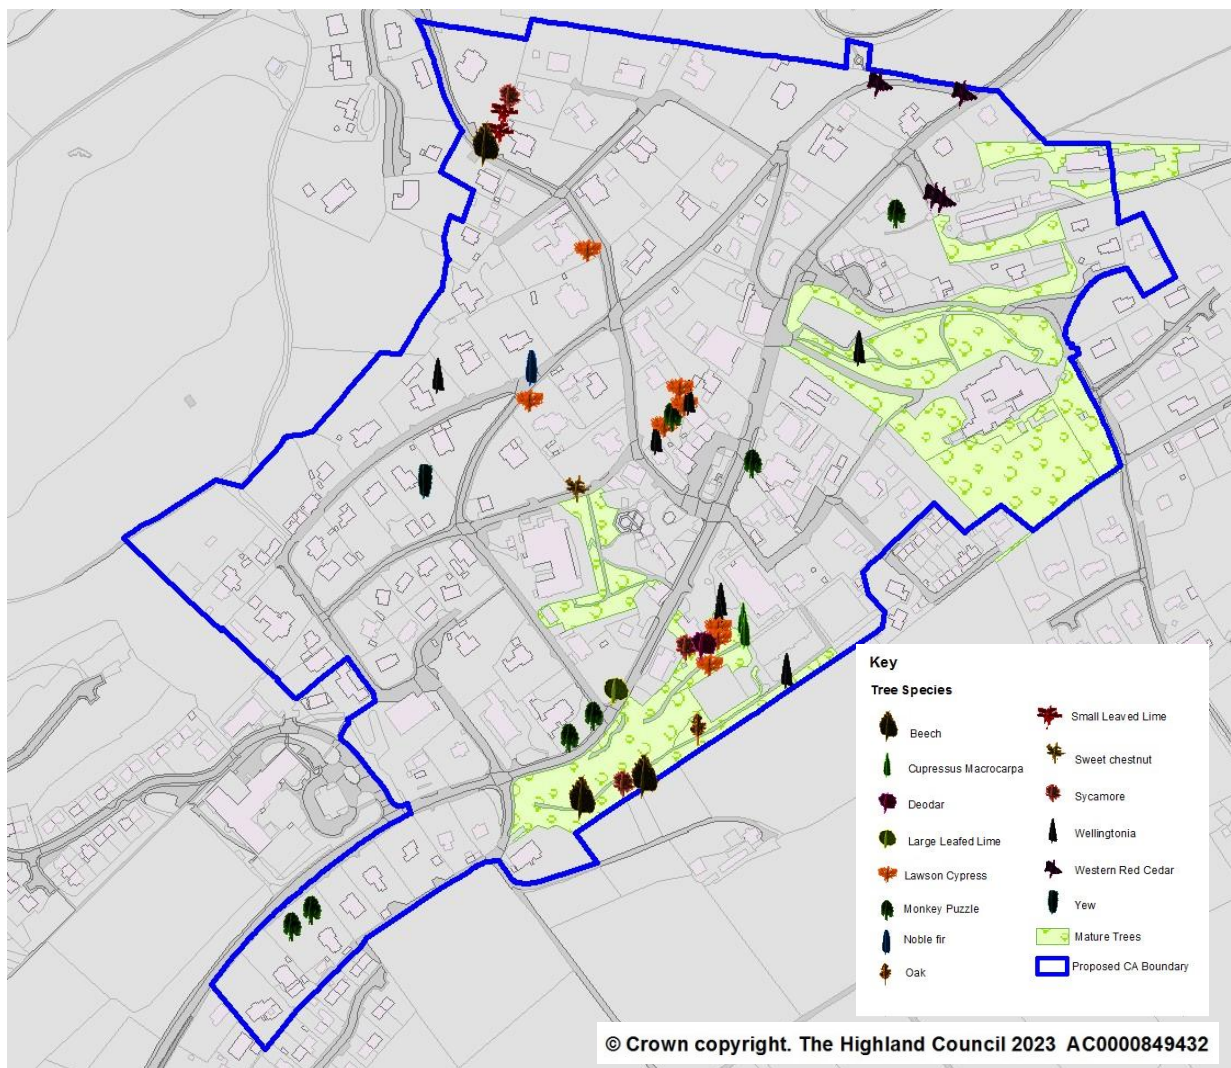 Key
Tree Species
Beech
Cupressus Macrocarpa
Deodar
Large Leafed Lime
Lawson Cypress
Monkey Puzzle
Noble fir
Oak
Small Leaved Lime
Sweet chestnut
Sycamore
Wellingtonia
Western Red Cedar
Yew
Mature Trees
Proposed CA Boundary
© Crown copyright. The Highland Council 2023 AC0000849432